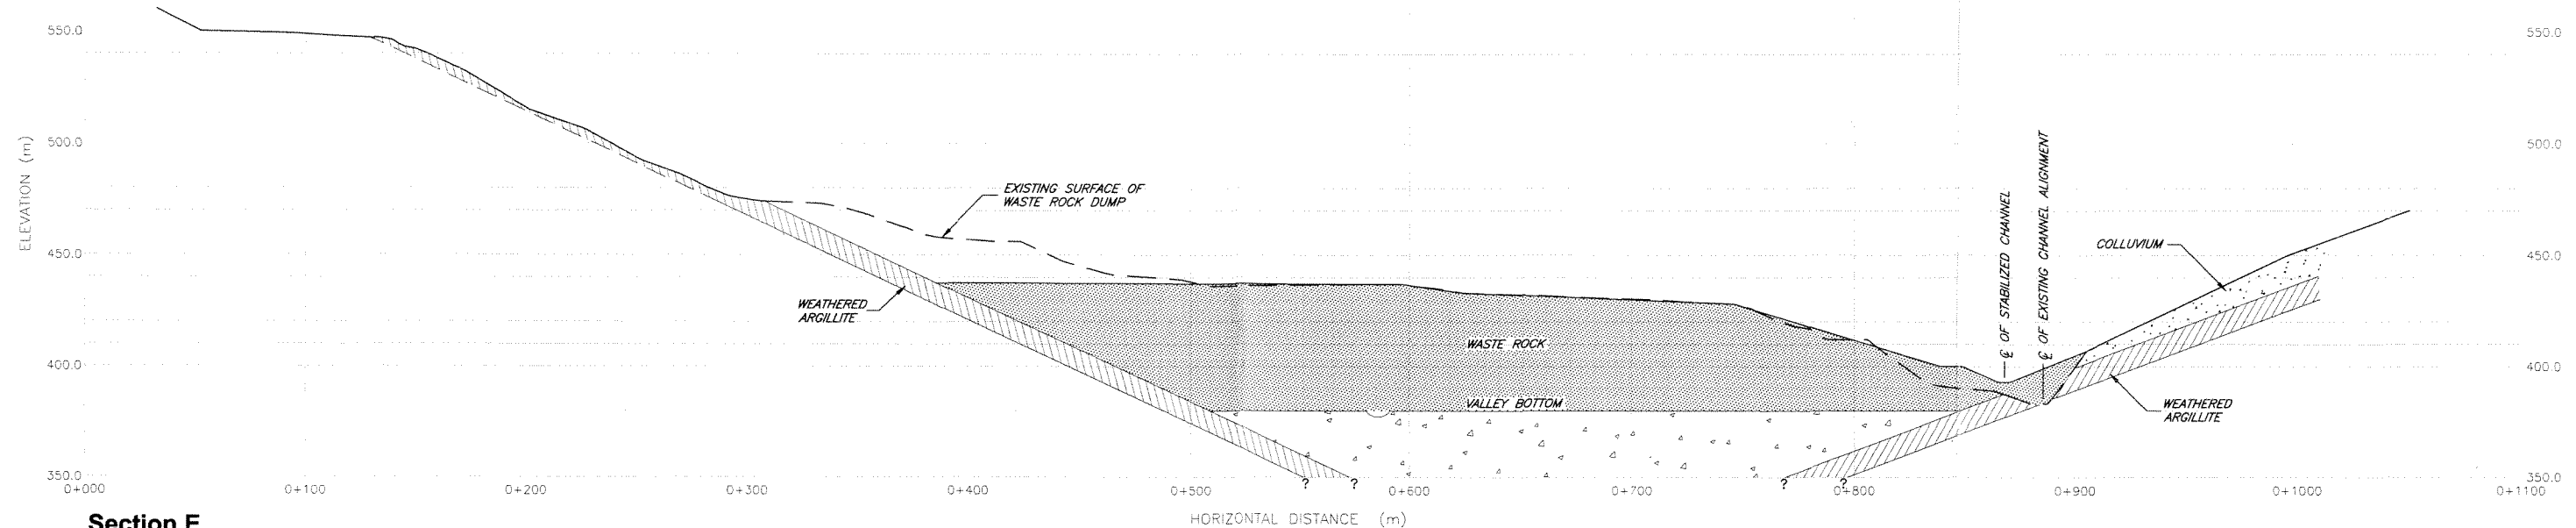 550.0
550.0
500.0
500.0
ELEVATION (m)
EXISTING SURFACE OF
WASTE ROCK DUMP
℄ OF STABILIZED CHANNEL
℄ OF EXISTING CHANNEL ALIGNMENT
COLLUVIUM
450.0
450.0
WEATHERED
ARGILLITE
WASTE ROCK
400.0
400.0
VALLEY BOTTOM
WEATHERED
ARGILLITE
350.0
350.0
? ? ? ?
0+000 0+100 0+200 0+300 0+400 0+500 0+600 0+700 0+800 0+900 0+1000 0+1100
HORIZONTAL DISTANCE (m)
Section E